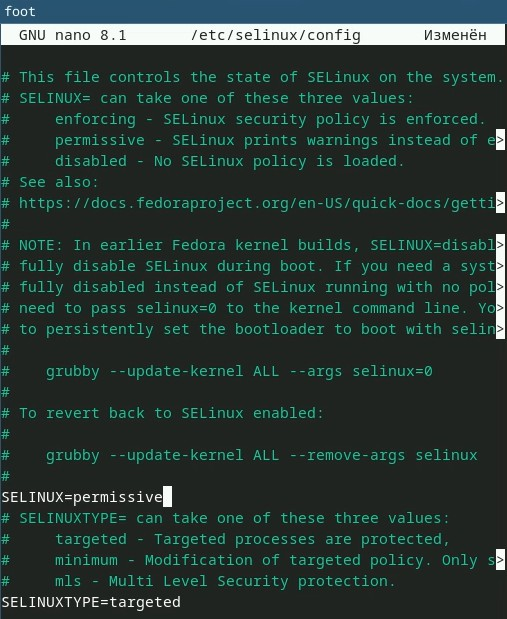 foot
GNU nano 8.1 /etc/selinux/config Изменён
# This file controls the state of SELinux on the system.
# SELINUX= can take one of these three values:
#     enforcing - SELinux security policy is enforced.
#     permissive - SELinux prints warnings instead of e>
#     disabled - No SELinux policy is loaded.
# See also:
# https://docs.fedoraproject.org/en-US/quick-docs/getti>
#
# NOTE: In earlier Fedora kernel builds, SELINUX=disabl>
# fully disable SELinux during boot. If you need a syst>
# fully disabled instead of SELinux running with no pol>
# need to pass selinux=0 to the kernel command line. Yo>
# to persistently set the bootloader to boot with selin>
#
#    grubby --update-kernel ALL --args selinux=0
#
# To revert back to SELinux enabled:
#
#    grubby --update-kernel ALL --remove-args selinux
#
SELINUX=permissive
# SELINUXTYPE= can take one of these three values:
#     targeted - Targeted processes are protected,
#     minimum - Modification of targeted policy. Only s>
#     mls - Multi Level Security protection.
SELINUXTYPE=targeted